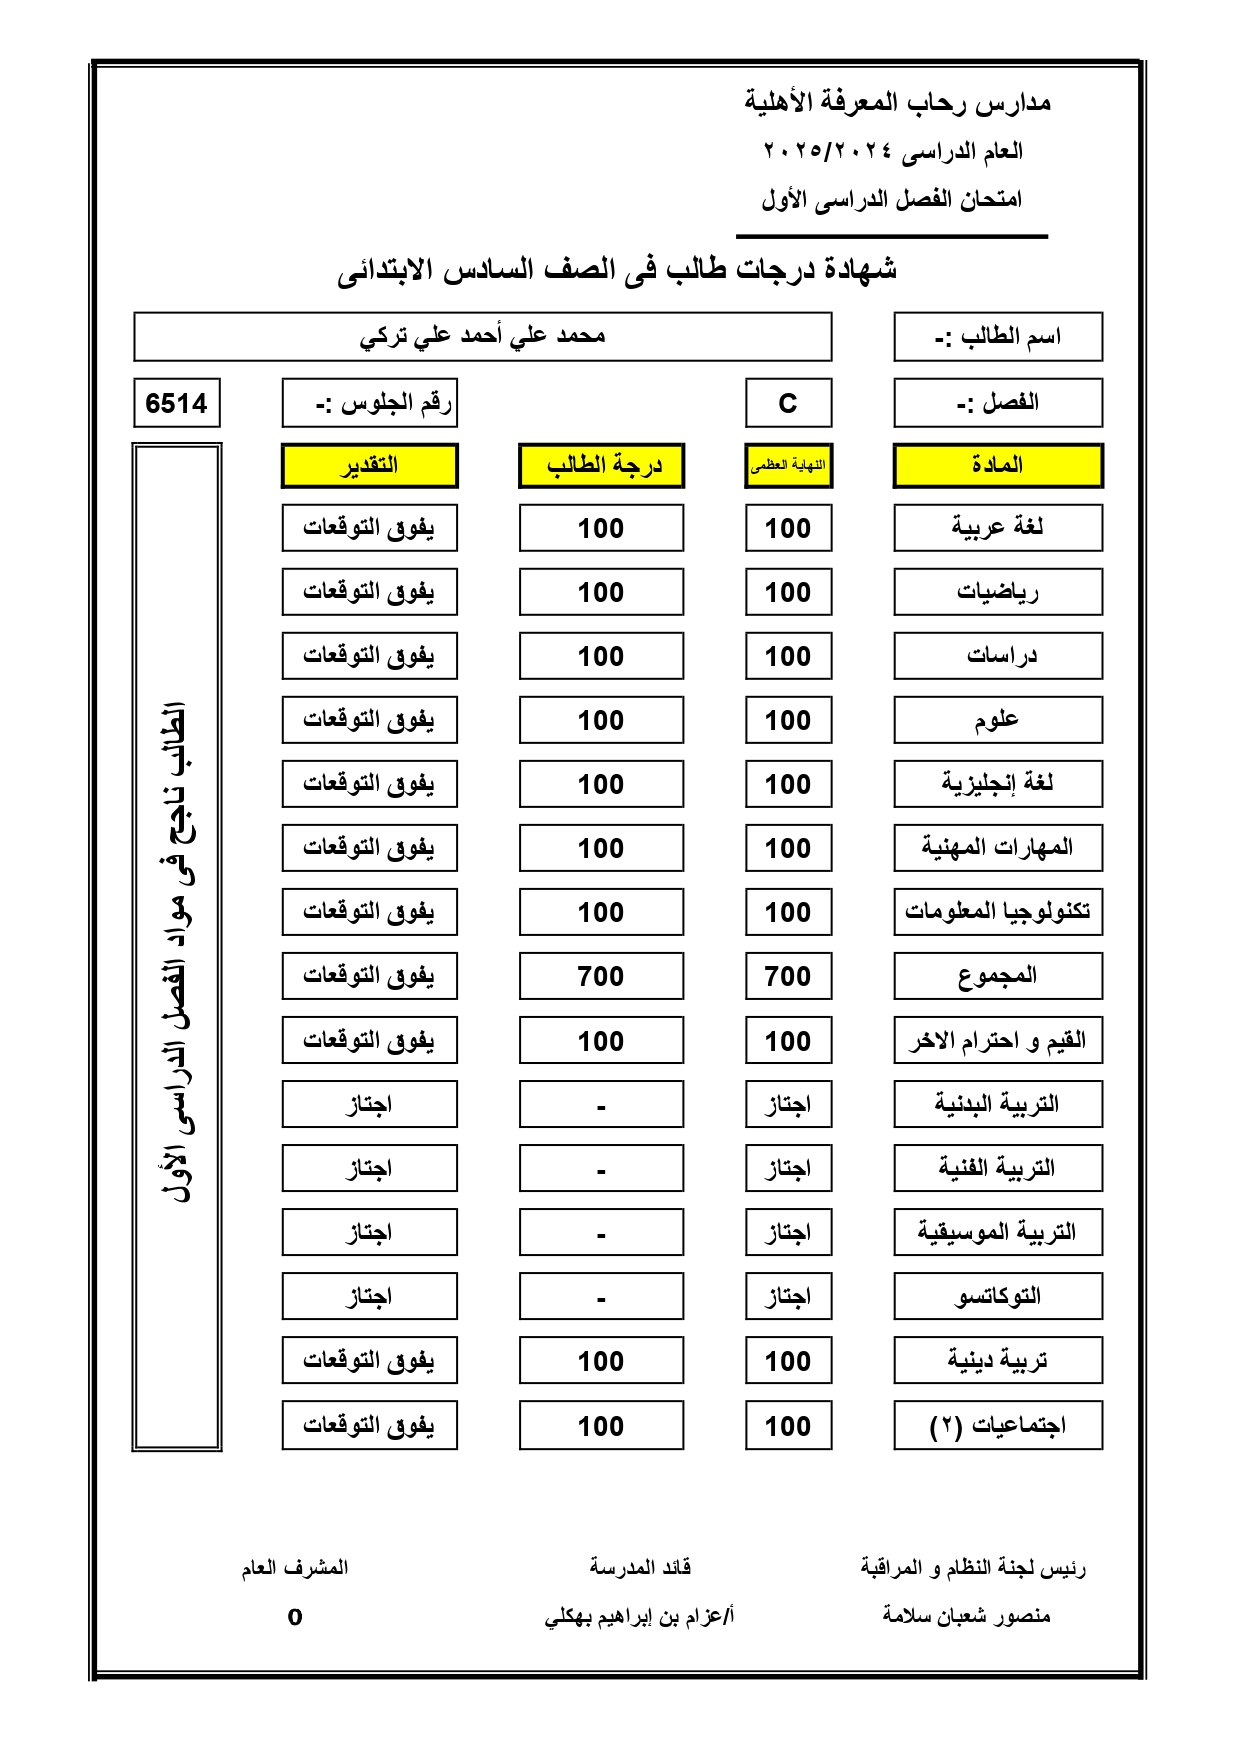 مدارس رحاب المعرفة الأهلية
العام الدراسى ٢٠٢٥/٢٠٢٤
امتحان الفصل الدراسى الأول
شهادة درجات طالب فى الصف السادس الابتدائى
اسم الطالب :- محمد علي أحمد علي تركي
الفصل :- C رقم الجلوس :- 6514
المادة النهاية العظمى درجة الطالب التقدير
لغة عربية 100 100 يفوق التوقعات
رياضيات 100 100 يفوق التوقعات
دراسات 100 100 يفوق التوقعات
علوم 100 100 يفوق التوقعات
لغة إنجليزية 100 100 يفوق التوقعات
المهارات المهنية 100 100 يفوق التوقعات
تكنولوجيا المعلومات 100 100 يفوق التوقعات
المجموع 700 700 يفوق التوقعات
القيم و احترام الاخر 100 100 يفوق التوقعات
التربية البدنية اجتاز - اجتاز
التربية الفنية اجتاز - اجتاز
التربية الموسيقية اجتاز - اجتاز
التوكاتسو اجتاز - اجتاز
تربية دينية 100 100 يفوق التوقعات
اجتماعيات (٢) 100 100 يفوق التوقعات
الطالب ناجح فى مواد الفصل الدراسى الأول
رئيس لجنة النظام و المراقبة قائد المدرسة المشرف العام
منصور شعبان سلامة أ/عزام بن إبراهيم بهكلي 0